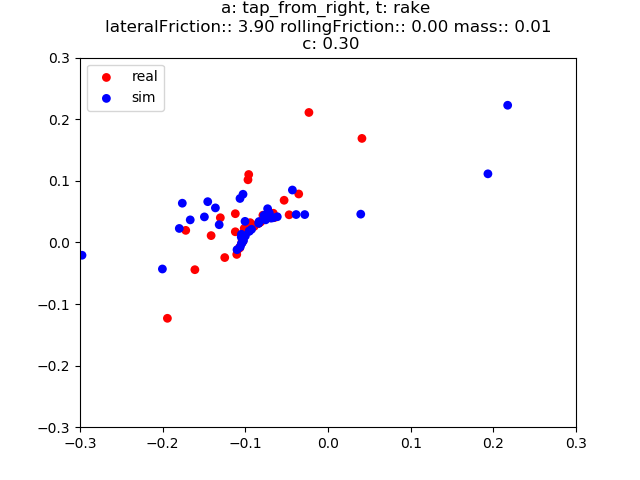 a: tap_from_right, t: rake
lateralFriction:: 3.90 rollingFriction:: 0.00 mass:: 0.01
c: 0.30
real
sim
0.3
0.2
0.1
0.0
−0.1
−0.2
−0.3
−0.3 −0.2 −0.1 0.0 0.1 0.2 0.3